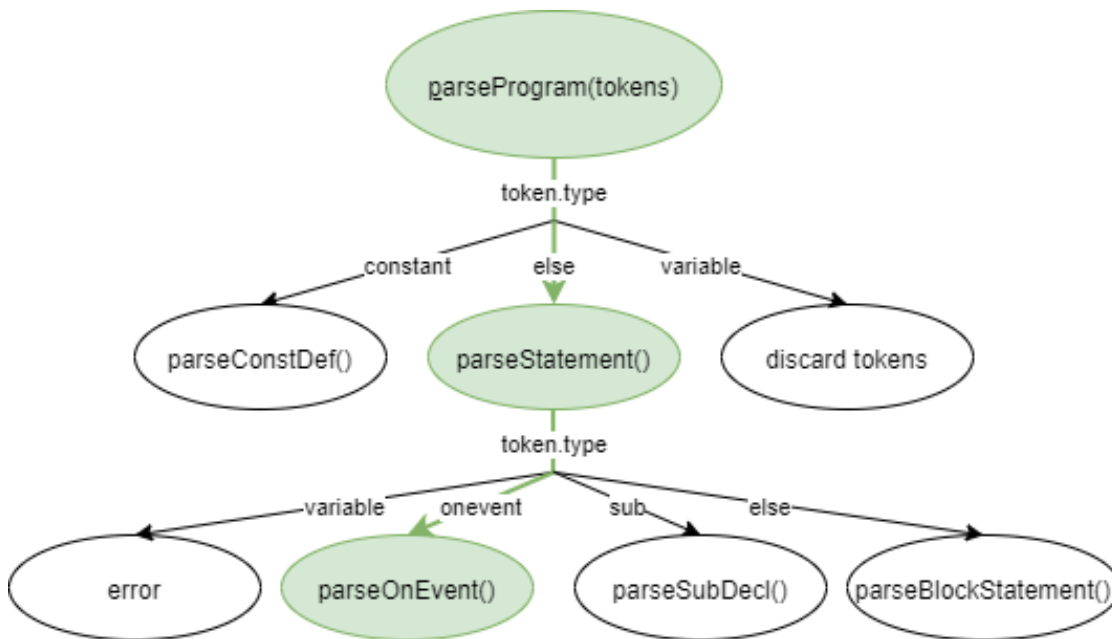 parseProgram(tokens)
token.type
constant
else
variable
parseConstDef()
parseStatement()
discard tokens
token.type
variable
onevent
sub
else
error
parseOnEvent()
parseSubDecl()
parseBlockStatement()